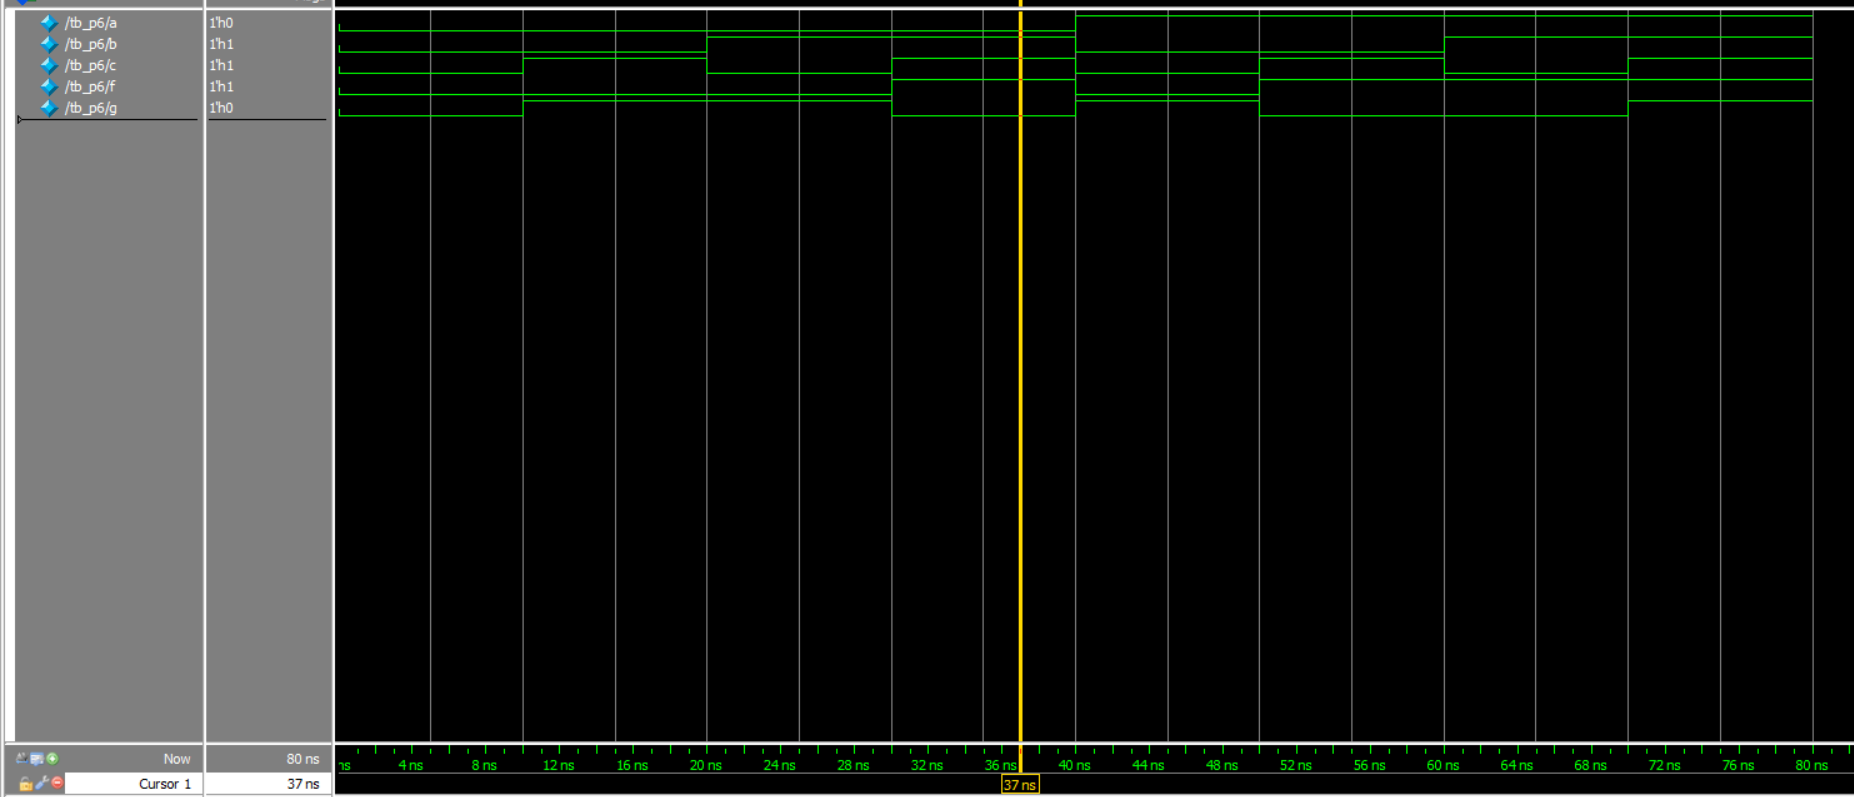 /tb_p6/a 1'h0
/tb_p6/b 1'h1
/tb_p6/c 1'h1
/tb_p6/f 1'h1
/tb_p6/g 1'h0
Now 80 ns
ns 4 ns 8 ns 12 ns 16 ns 20 ns 24 ns 28 ns 32 ns 36 ns 40 ns 44 ns 48 ns 52 ns 56 ns 60 ns 64 ns 68 ns 72 ns 76 ns 80 ns
Cursor 1 37 ns
37 ns